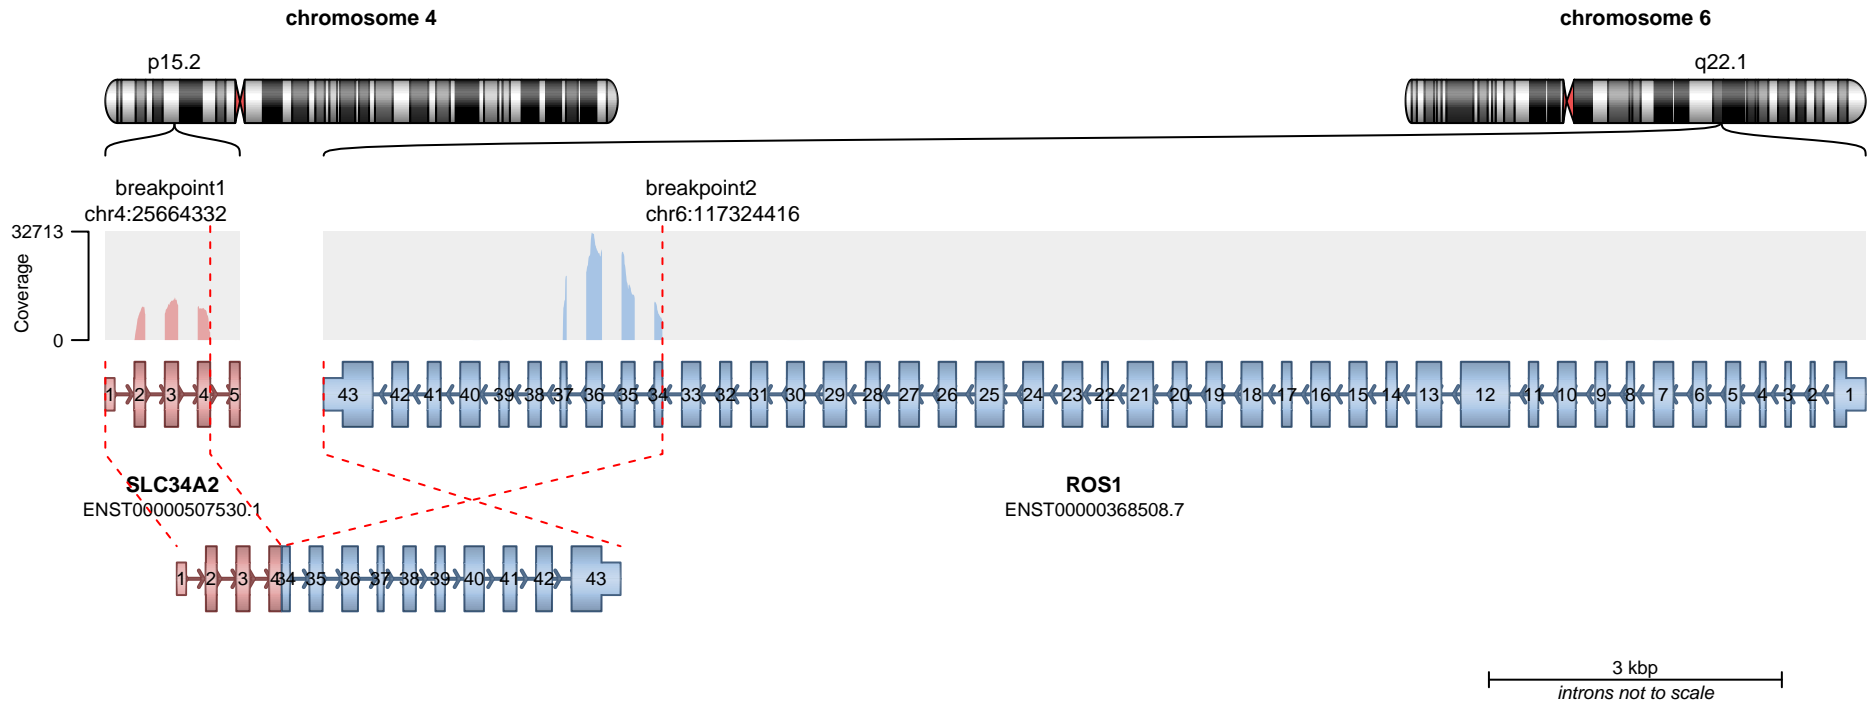 chromosome 4
chromosome 6
p15.2
q22.1
breakpoint1
chr4:25664332
breakpoint2
chr6:117324416
32713
Coverage
0
1 2 3 4 5
43 42 41 40 39 38 37 36 35 34 33 32 31 30 29 28 27 26 25 24 23 22 21 20 19 18 17 16 15 14 13 12 11 10 9 8 7 6 5 4 3 2 1
SLC34A2
ENST00000507530.1
ROS1
ENST00000368508.7
1 2 3 4 34 35 36 37 38 39 40 41 42 43
3 kbp
introns not to scale